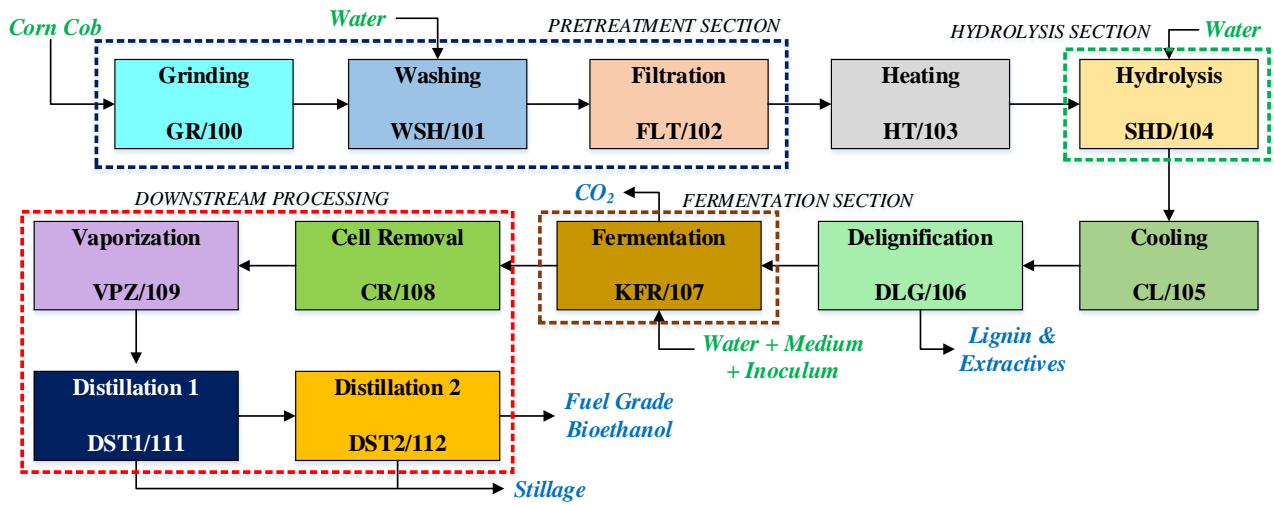 Corn Cob
Water
PRETREATMENT SECTION
HYDROLYSIS SECTION
Water
Grinding
GR/100
Washing
WSH/101
Filtration
FLT/102
Heating
HT/103
Hydrolysis
SHD/104
DOWNSTREAM PROCESSING
CO₂
FERMENTATION SECTION
Vaporization
VPZ/109
Cell Removal
CR/108
Fermentation
KFR/107
Delignification
DLG/106
Cooling
CL/105
Water + Medium
+ Inoculum
Lignin &
Extractives
Distillation 1
DST1/111
Distillation 2
DST2/112
Fuel Grade
Bioethanol
Stillage